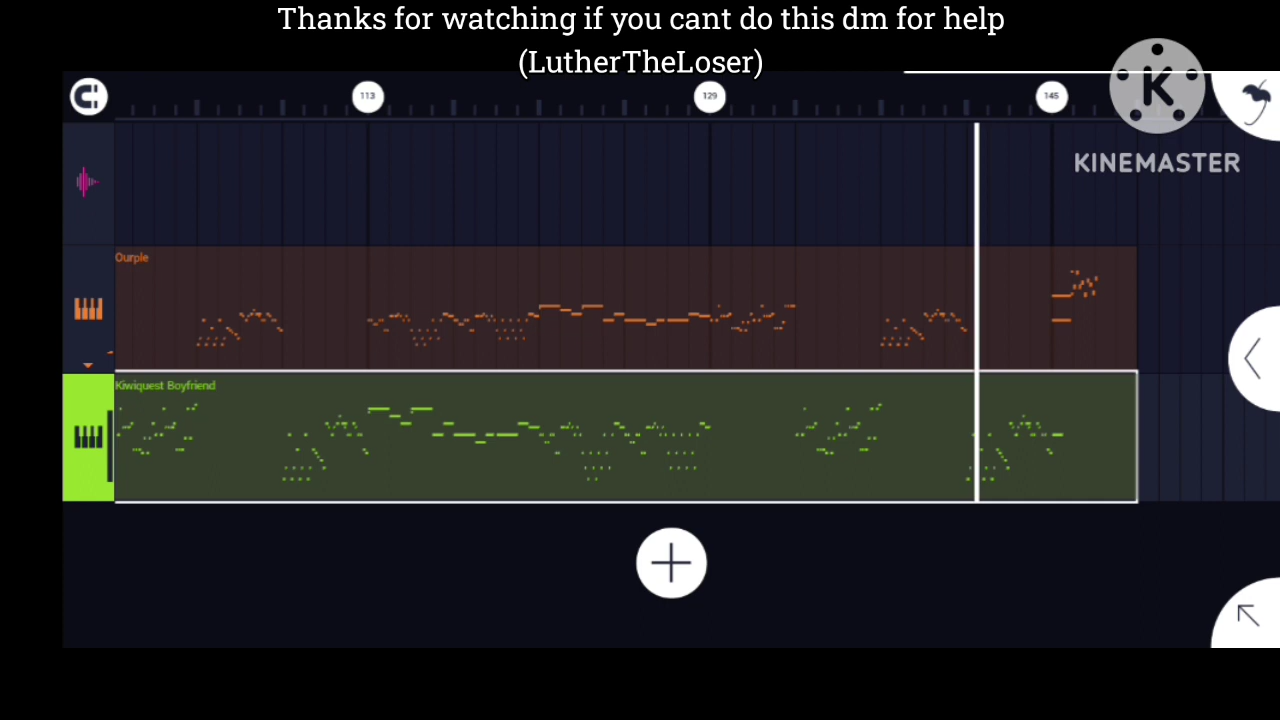 Thanks for watching if you cant do this dm for help
(LutherTheLoser)
113
129
145
K
KINEMASTER
Ourple
Kiwiquest Boyfriend